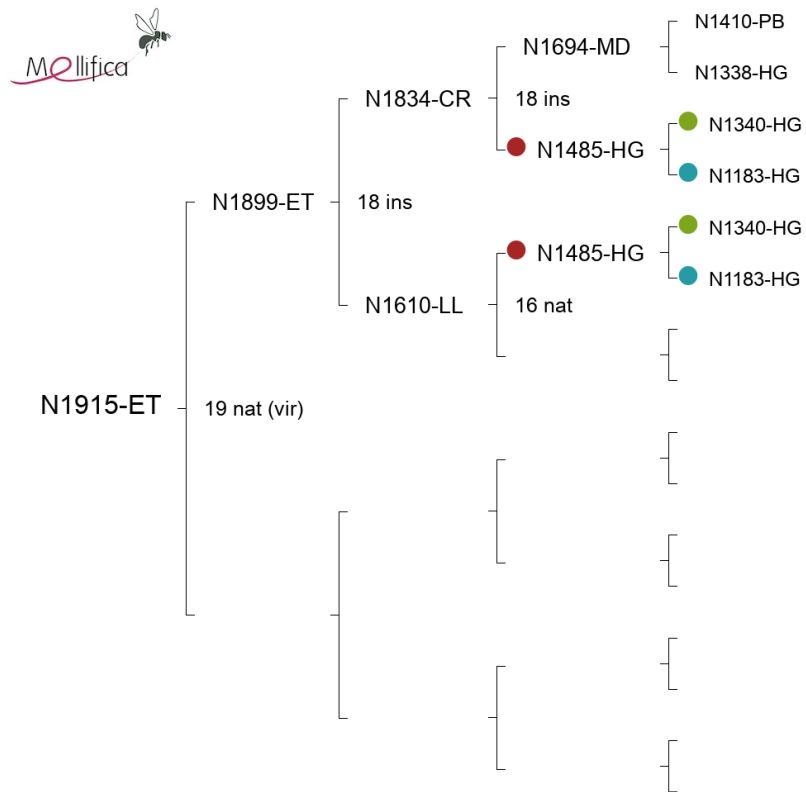 Mellifica
N1410-PB
N1694-MD
N1338-HG
N1834-CR
18 ins
N1340-HG
N1485-HG
N1183-HG
N1899-ET
18 ins
N1340-HG
N1485-HG
N1183-HG
N1610-LL
16 nat
N1915-ET
19 nat (vir)